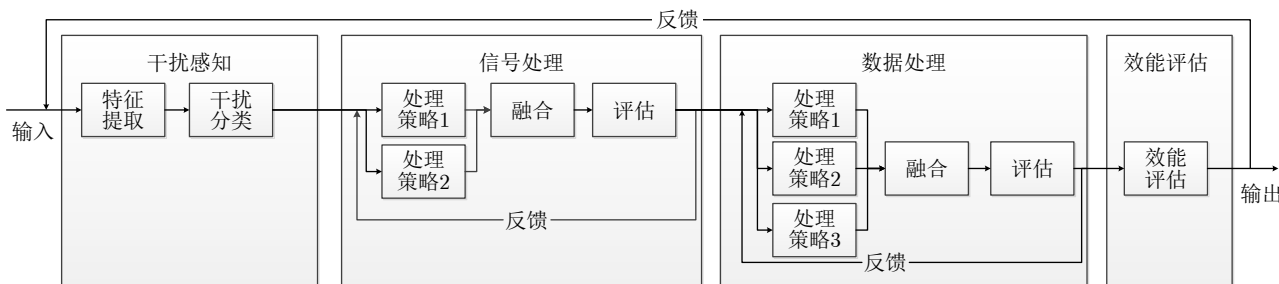 反馈
干扰感知
信号处理
数据处理
效能评估
输入
特征
提取
干扰
分类
处理
策略1
处理
策略2
融合
评估
反馈
处理
策略1
处理
策略2
处理
策略3
融合
评估
反馈
效能
评估
输出